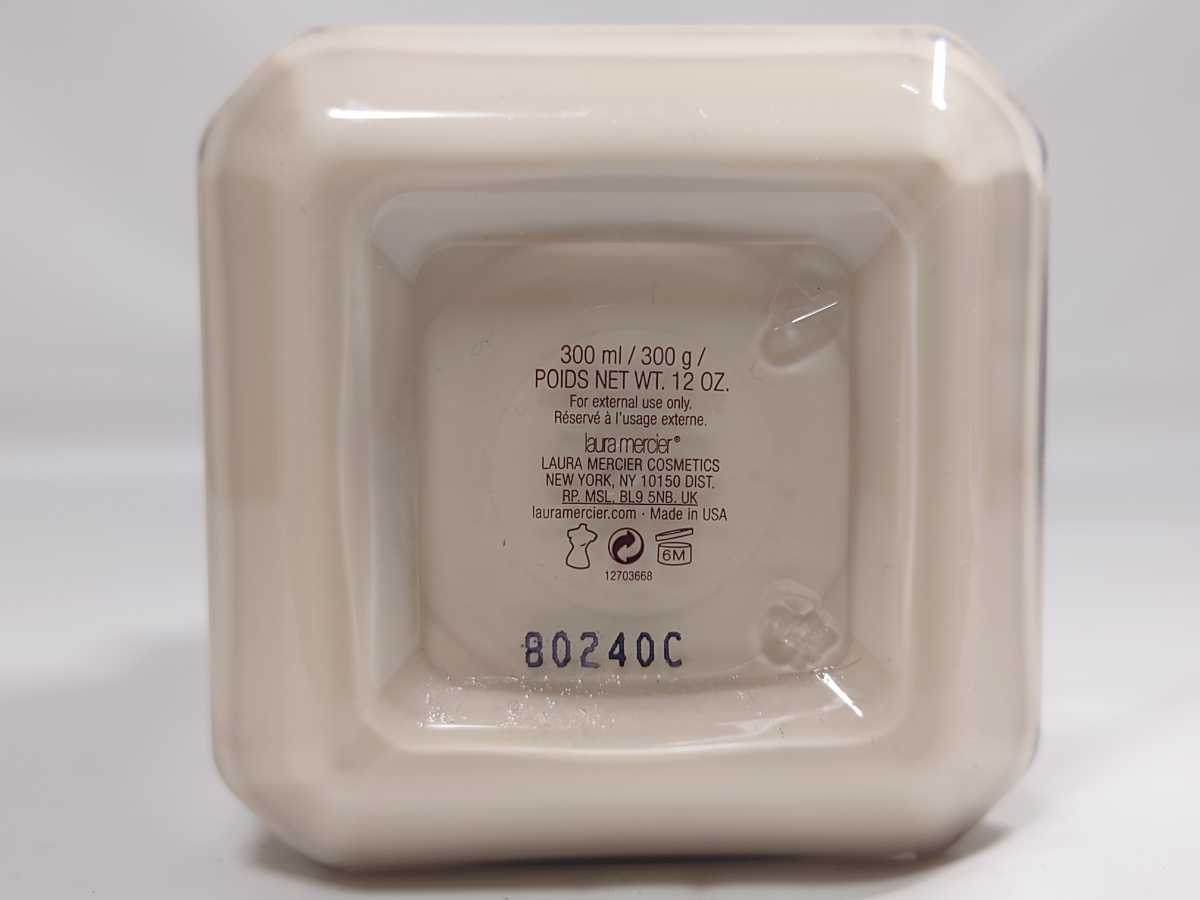 300 ml / 300 g /
POIDS NET WT. 12 OZ.
For external use only.
Réservé à l'usage externe.
laura mercier®
LAURA MERCIER COSMETICS
NEW YORK, NY 10150 DIST.
RP. MSL, BL9 5NB. UK
lauramercier.com · Made in USA
6M
12703668
80240C